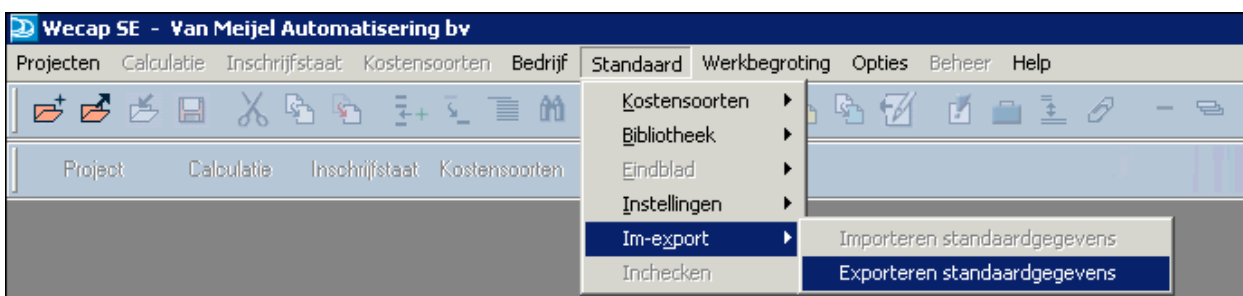 Wecap SE - Van Meijel Automatisering bv
Projecten Calculatie Inschrijfstaat Kostensoorten Bedrijf Standaard Werkbegroting Opties Beheer Help
Kostensoorten
Bibliotheek
Project Calculatie Inschrijfstaat Kostensoorten
Eindblad
Instellingen
Im-export
Importeren standaardgegevens
Inchecken
Exporteren standaardgegevens